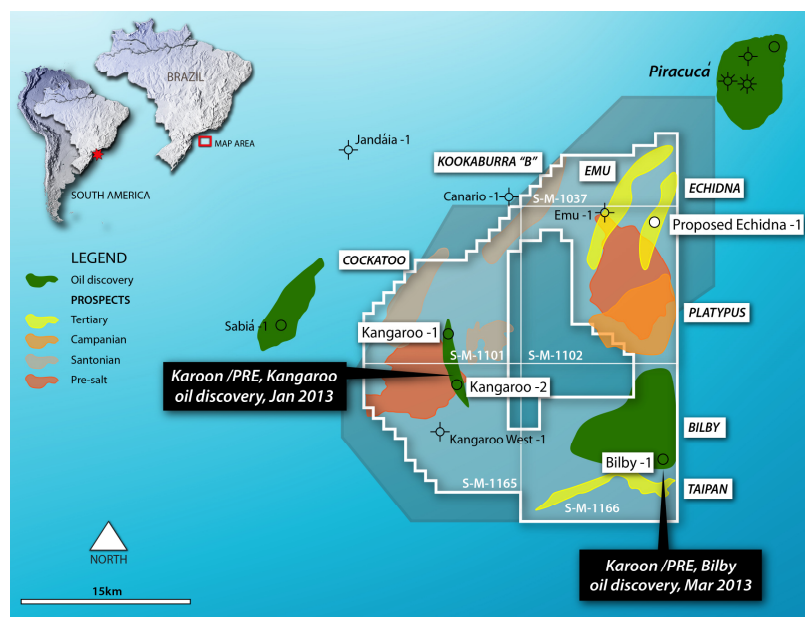 BRAZIL
MAP AREA
SOUTH AMERICA
Piracucá
Jandáia -1
KOOKABURRA “B”
EMU
ECHIDNA
Canario -1
S-M-1037
Emu -1
Proposed Echidna -1
LEGEND
Oil discovery
PROSPECTS
Tertiary
Campanian
Santonian
Pre-salt
COCKATOO
Sabiá -1
PLATYPUS
Kangaroo -1
S-M-1101
S-M-1102
Karoon /PRE, Kangaroo
oil discovery, Jan 2013
Kangaroo -2
BILBY
Kangaroo West -1
Bilby -1
S-M-1165
TAIPAN
S-M-1166
NORTH
Karoon /PRE, Bilby
oil discovery, Mar 2013
15km